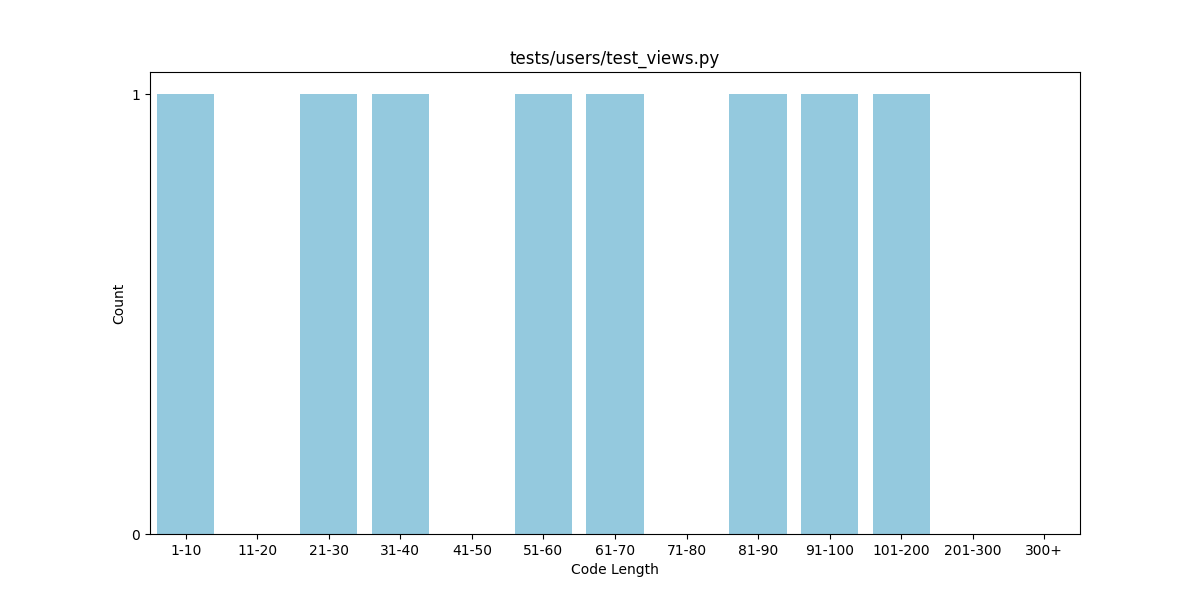 tests/users/test_views.py
Count
1
0
1-10 11-20 21-30 31-40 41-50 51-60 61-70 71-80 81-90 91-100 101-200 201-300 300+
Code Length